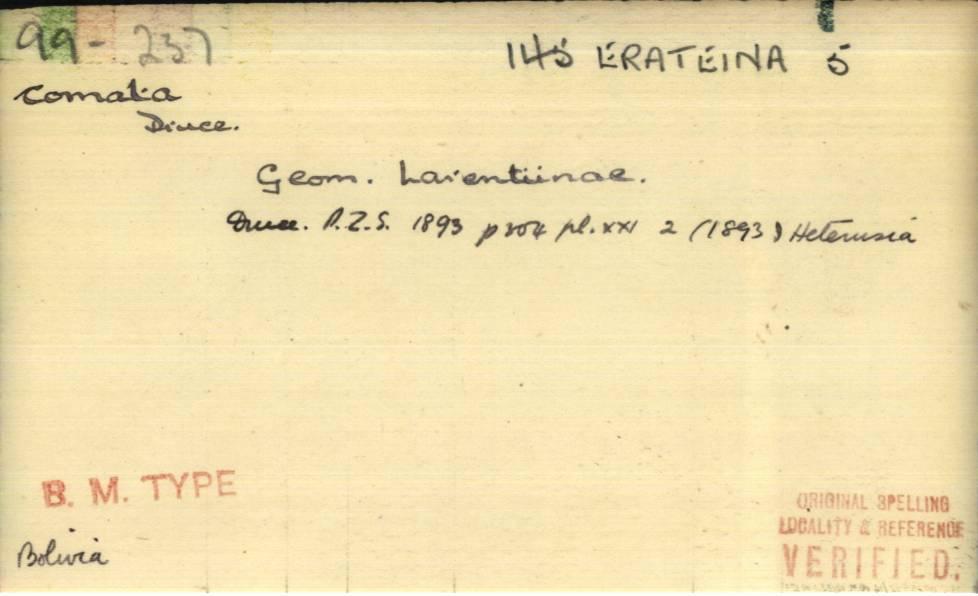 99- 237
145 ERATEINA 5
comata
Druce.
Geom. Larentiinae.
Druce. P.Z.S. 1893 p 304 pl. XXI 2 (1893) Heterusia
B. M. TYPE
Bolivia
ORIGINAL SPELLING
LOCALITY & REFERENCE
VERIFIED.